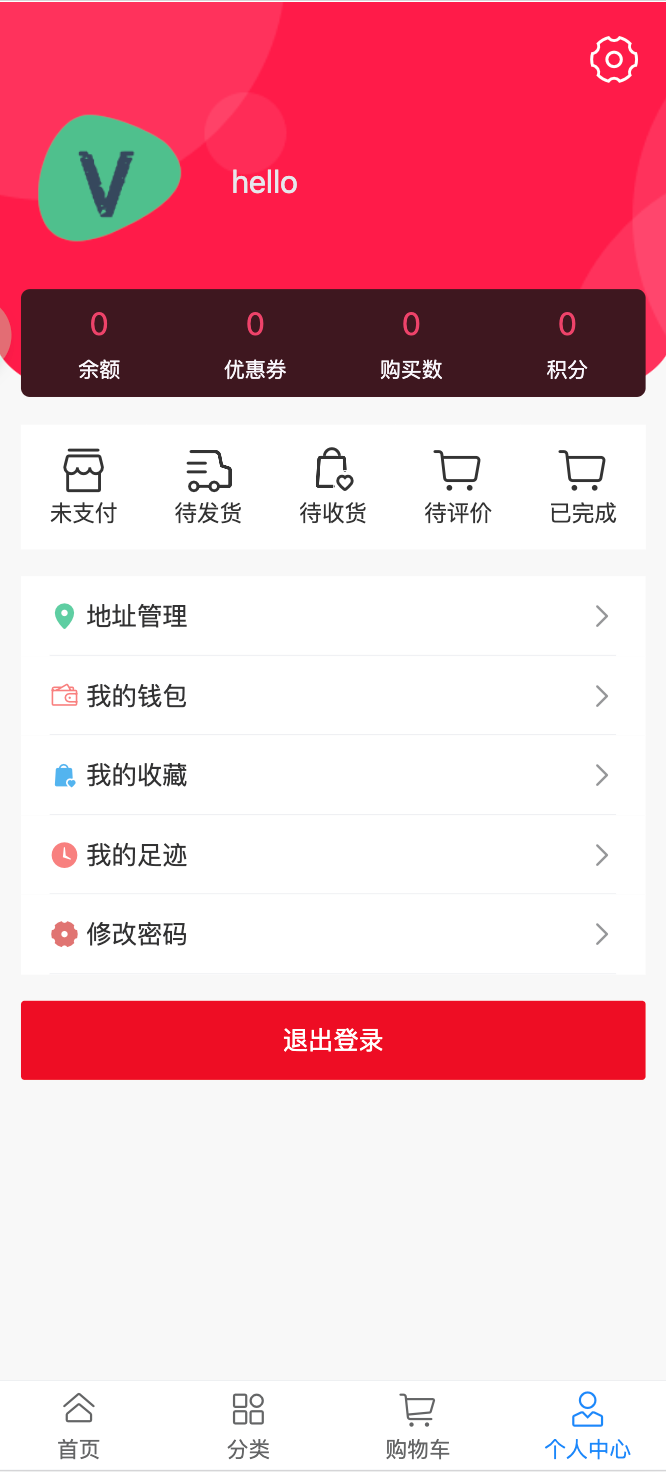 V
hello
0 0 0 0
余额 优惠券 购买数 积分
未支付 待发货 待收货 待评价 已完成
地址管理
我的钱包
我的收藏
我的足迹
修改密码
退出登录
首页 分类 购物车 个人中心